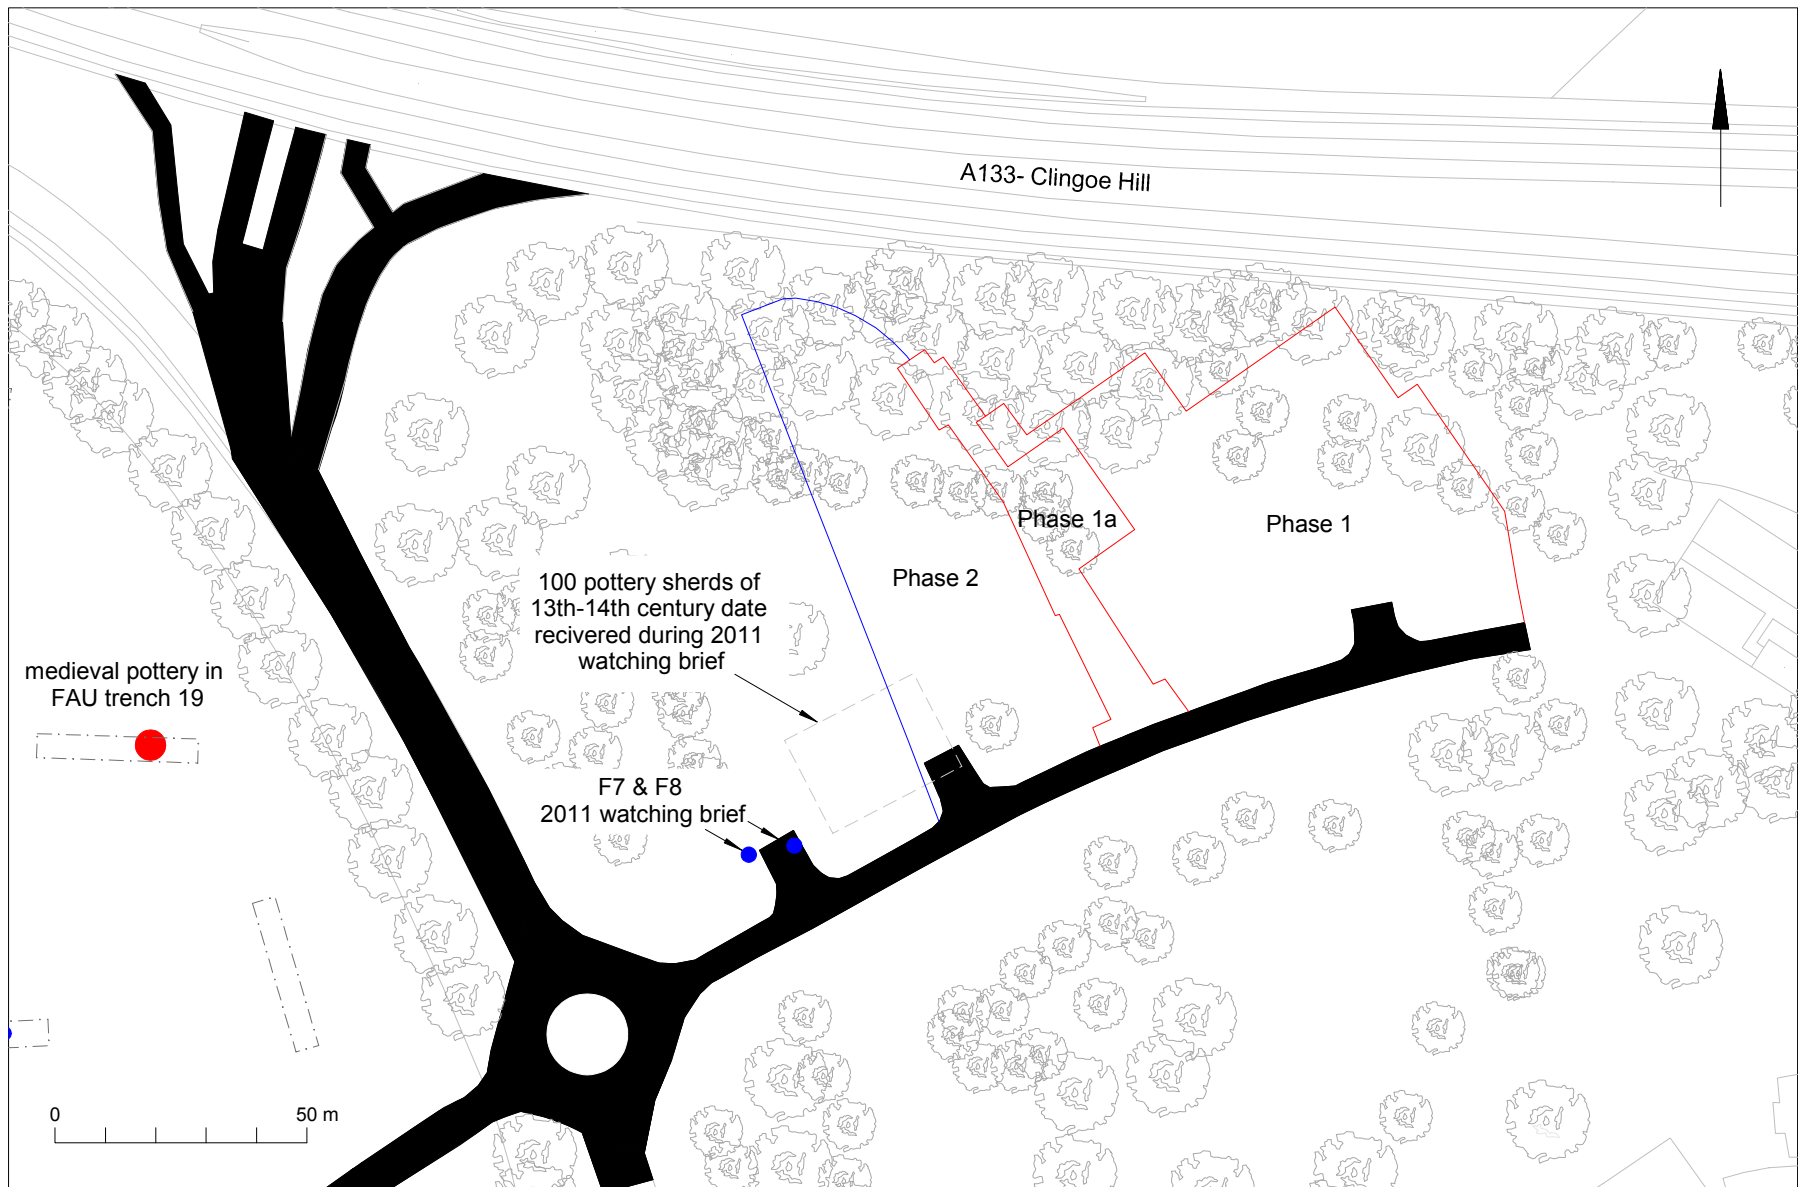 A133- Clingoe Hill
Phase 1a
Phase 1
Phase 2
100 pottery sherds of
13th-14th century date
recivered during 2011
watching brief
medieval pottery in
FAU trench 19
F7 & F8
2011 watching brief
0 50 m